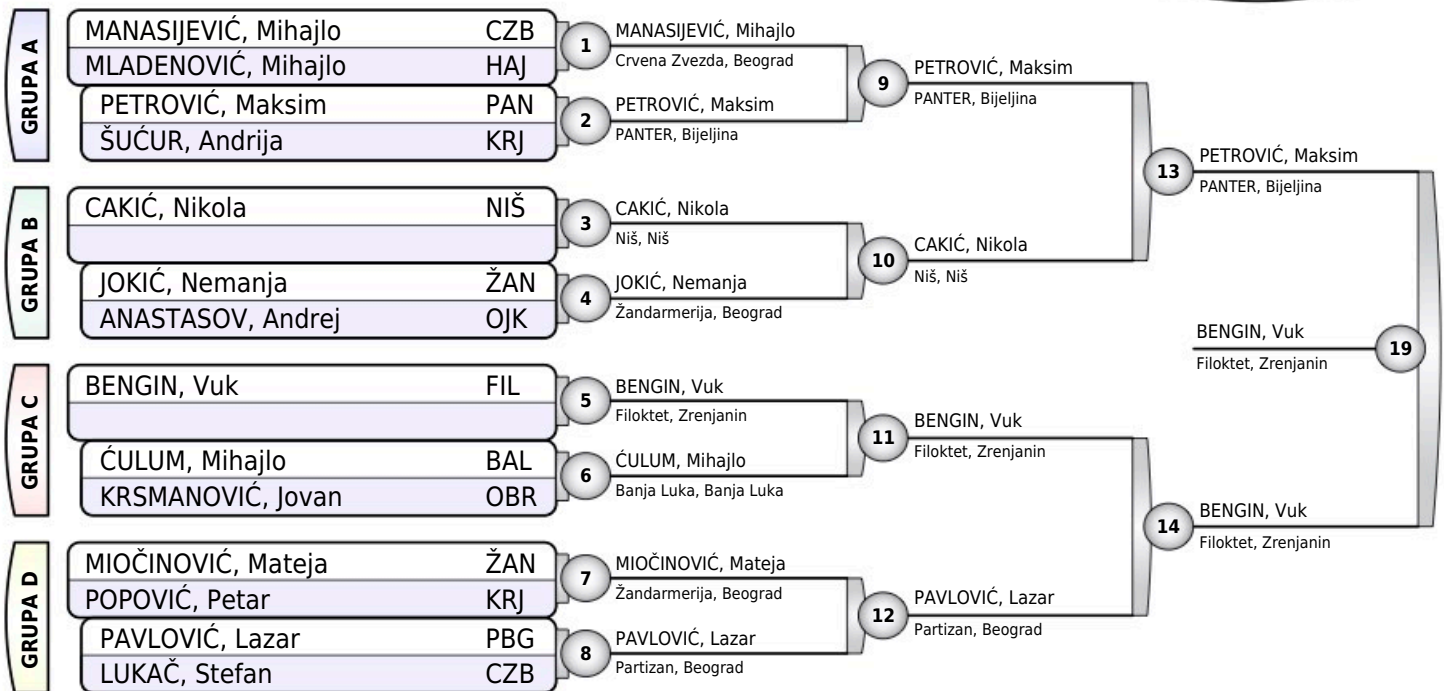 GRUPA A
MANASIJEVIĆ, Mihajlo CZB
MLADENOVIĆ, Mihajlo HAJ
PETROVIĆ, Maksim PAN
ŠUĆUR, Andrija KRJ
GRUPA B
CAKIĆ, Nikola NIŠ
JOKIĆ, Nemanja ŽAN
ANASTASOV, Andrej OJK
GRUPA C
BENGIN, Vuk FIL
ĆULUM, Mihajlo BAL
KRSMANOVIĆ, Jovan OBR
GRUPA D
MIOČINOVIĆ, Mateja ŽAN
POPOVIĆ, Petar KRJ
PAVLOVIĆ, Lazar PBG
LUKAČ, Stefan CZB
1
MANASIJEVIĆ, Mihajlo
Crvena Zvezda, Beograd
2
PETROVIĆ, Maksim
PANTER, Bijeljina
3
CAKIĆ, Nikola
Niš, Niš
4
JOKIĆ, Nemanja
Žandarmerija, Beograd
5
BENGIN, Vuk
Filoktet, Zrenjanin
6
ĆULUM, Mihajlo
Banja Luka, Banja Luka
7
MIOČINOVIĆ, Mateja
Žandarmerija, Beograd
8
PAVLOVIĆ, Lazar
Partizan, Beograd
9
PETROVIĆ, Maksim
PANTER, Bijeljina
10
CAKIĆ, Nikola
Niš, Niš
11
BENGIN, Vuk
Filoktet, Zrenjanin
12
PAVLOVIĆ, Lazar
Partizan, Beograd
13
PETROVIĆ, Maksim
PANTER, Bijeljina
14
BENGIN, Vuk
Filoktet, Zrenjanin
BENGIN, Vuk
Filoktet, Zrenjanin
19